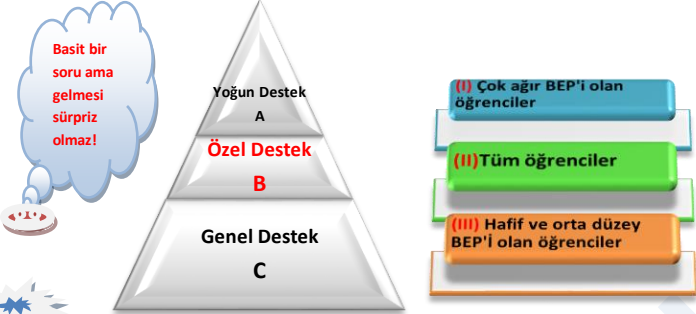 Basit bir
soru ama
gelmesi
sürpriz
olmaz!
Yoğun Destek
A
Özel Destek
B
Genel Destek
C
(I) Çok ağır BEP'i olan
öğrenciler
(II)Tüm öğrenciler
(III) Hafif ve orta düzey
BEP'İ olan öğrenciler